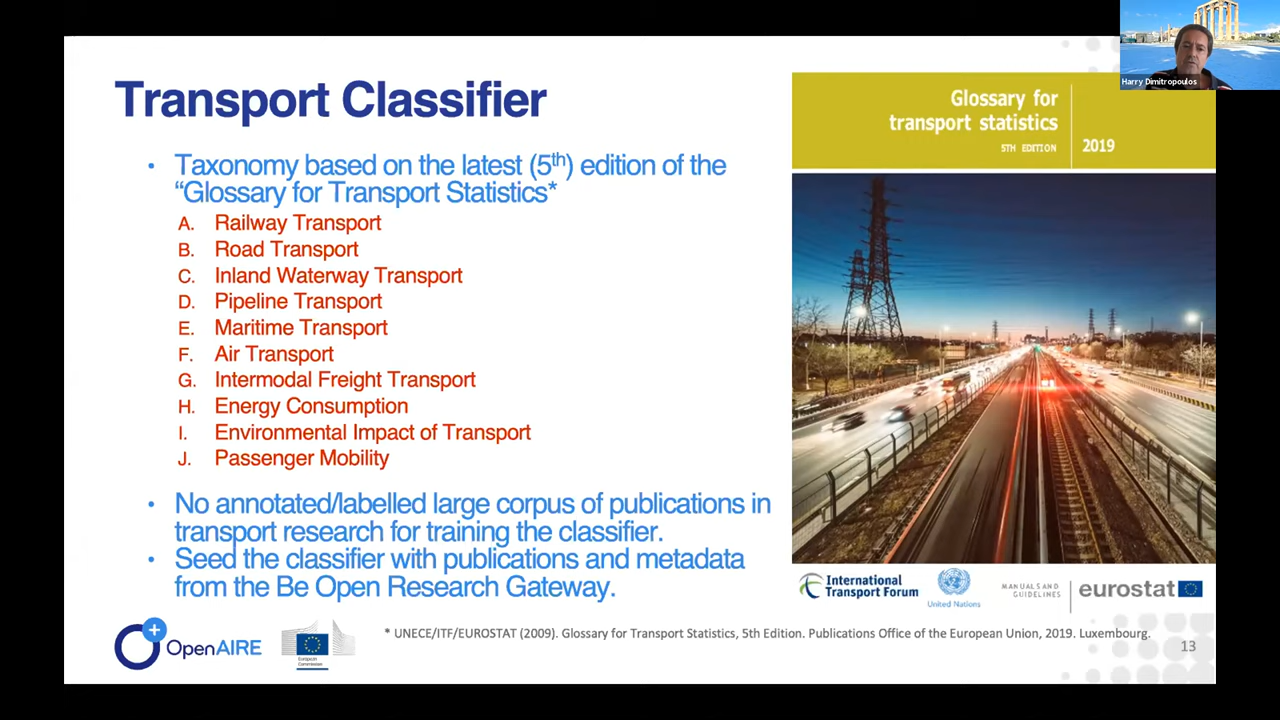 Harry Dimitropoulos
Transport Classifier
• Taxonomy based on the latest (5th) edition of the
“Glossary for Transport Statistics*
A. Railway Transport
B. Road Transport
C. Inland Waterway Transport
D. Pipeline Transport
E. Maritime Transport
F. Air Transport
G. Intermodal Freight Transport
H. Energy Consumption
I. Environmental Impact of Transport
J. Passenger Mobility
• No annotated/labelled large corpus of publications in
transport research for training the classifier.
• Seed the classifier with publications and metadata
from the Be Open Research Gateway.
Glossary for
transport statistics
5TH EDITION
2019
International
Transport Forum
United Nations
MANUALS AND
GUIDELINES
eurostat
OpenAIRE
European
Commission
* UNECE/ITF/EUROSTAT (2009). Glossary for Transport Statistics, 5th Edition. Publications Office of the European Union, 2019. Luxembourg.
13